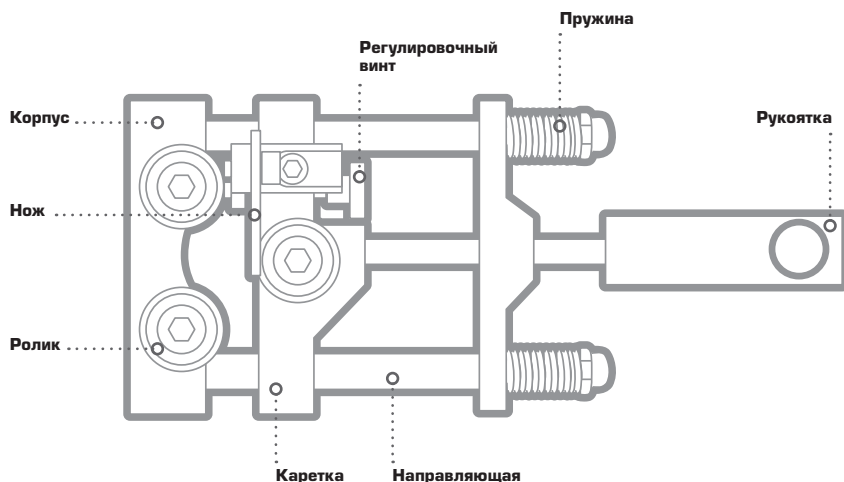 Пружина
Регулировочный
винт
Корпус
Рукоятка
Нож
Ролик
Каретка
Направляющая